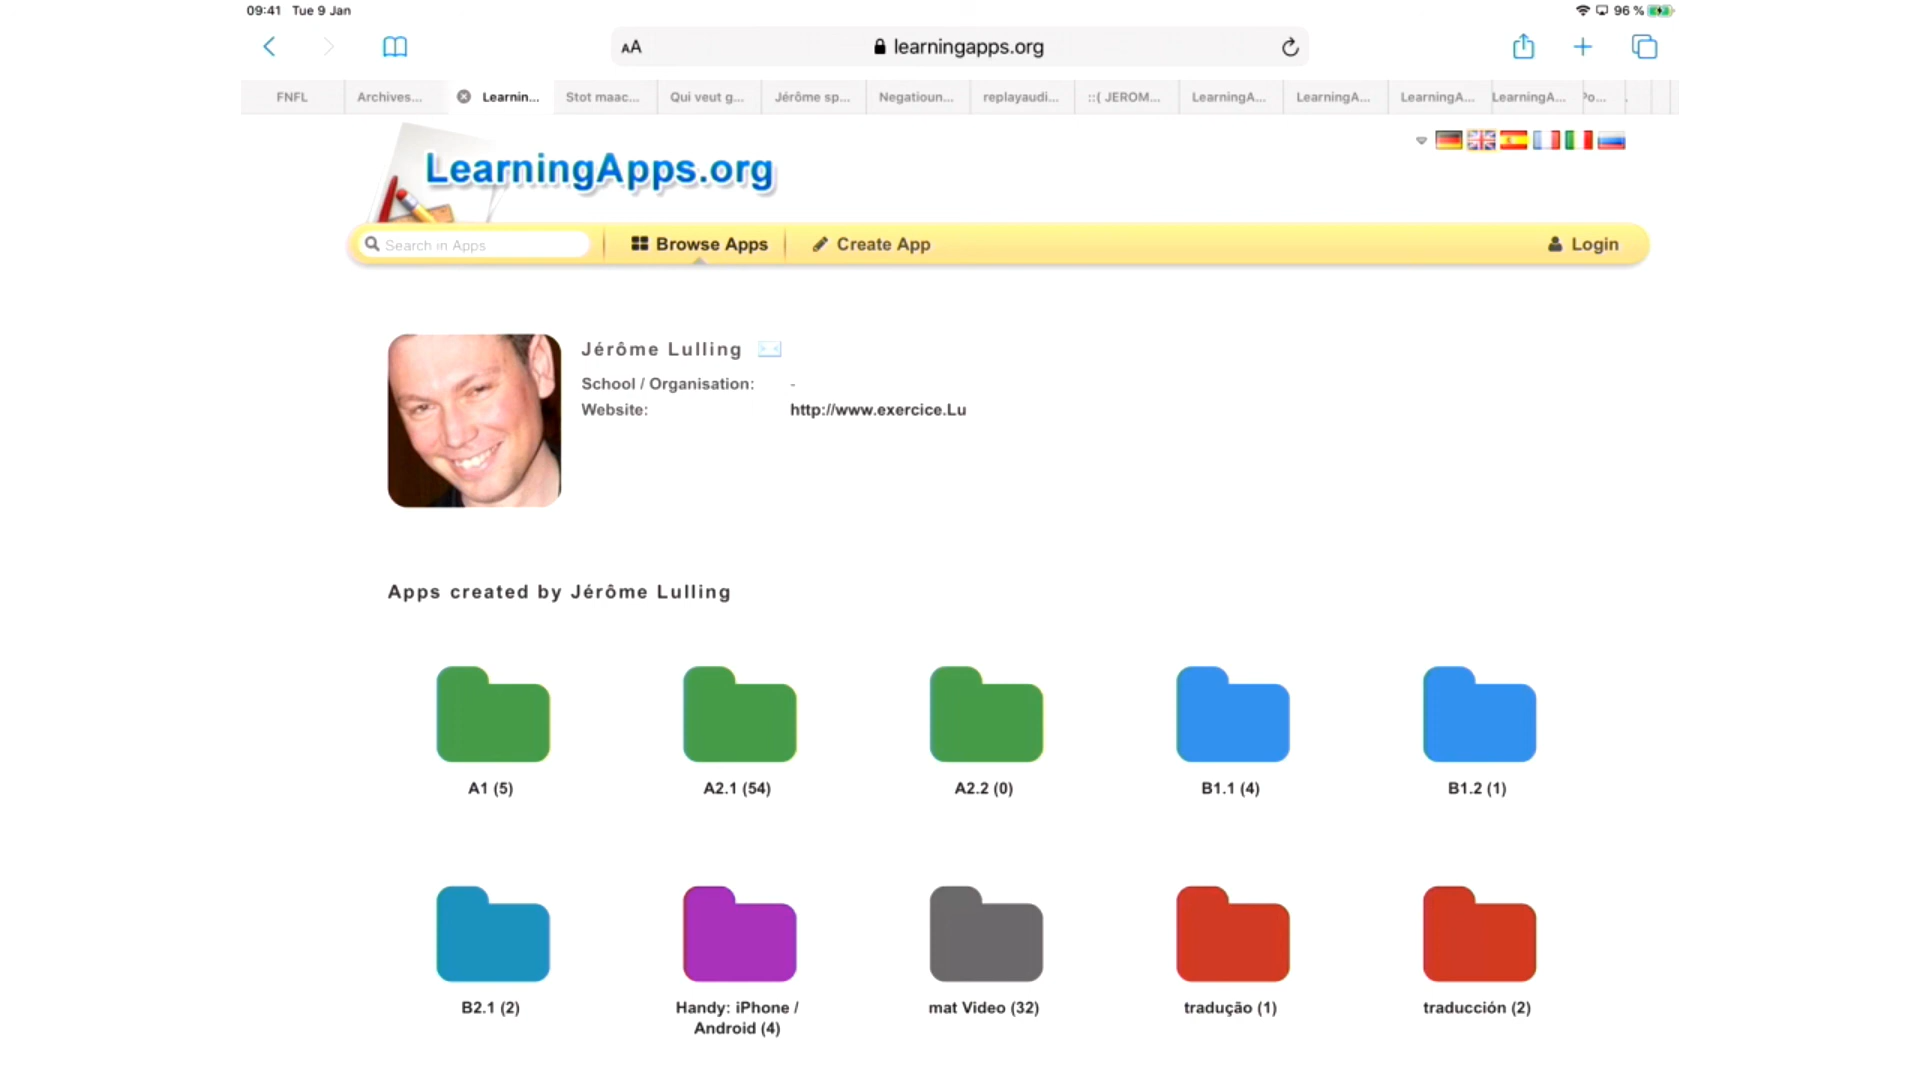 09:41 Tue 9 Jan
96 %
AA
learningapps.org
FNFL
Archives...
Learnin...
Stot maac...
Qui veut g...
Jérôme sp...
Negatioun...
replayaudi...
::( JEROM...
LearningA...
LearningA...
LearningA...
LearningA...
Po...
LearningApps.org
Search in Apps
Browse Apps
Create App
Login
Jérôme Lulling
School / Organisation: -
Website: http://www.exercice.Lu
Apps created by Jérôme Lulling
A1 (5)
A2.1 (54)
A2.2 (0)
B1.1 (4)
B1.2 (1)
B2.1 (2)
Handy: iPhone /
Android (4)
mat Video (32)
tradução (1)
traducción (2)